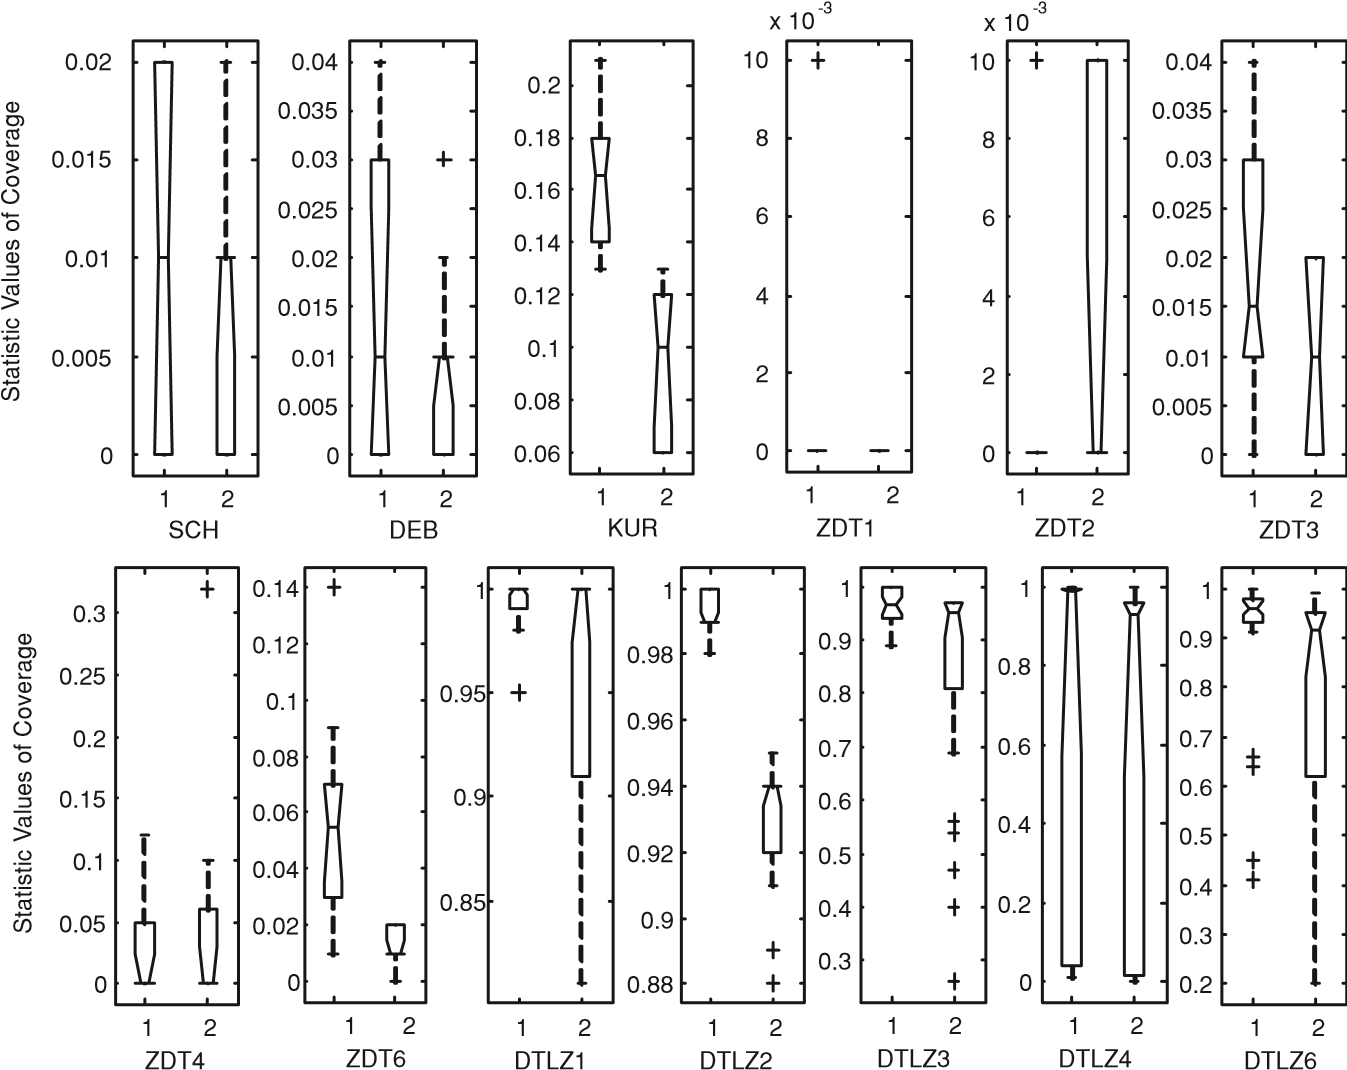 x 10 -3 x 10 -3
Statistic Values of Coverage
0.02 0.015 0.01 0.005 0
1 2
SCH
0.04 0.035 0.03 0.025 0.02 0.015 0.01 0.005 0
1 2
DEB
0.2 0.18 0.16 0.14 0.12 0.1 0.08 0.06
1 2
KUR
10 8 6 4 2 0
1 2
ZDT1
10 8 6 4 2 0
1 2
ZDT2
0.04 0.035 0.03 0.025 0.02 0.015 0.01 0.005 0
1 2
ZDT3
Statistic Values of Coverage
0.3 0.25 0.2 0.15 0.1 0.05 0
1 2
ZDT4
0.14 0.12 0.1 0.08 0.06 0.04 0.02 0
1 2
ZDT6
1 0.95 0.9 0.85
1 2
DTLZ1
1 0.98 0.96 0.94 0.92 0.9 0.88
1 2
DTLZ2
1 0.9 0.8 0.7 0.6 0.5 0.4 0.3
1 2
DTLZ3
1 0.8 0.6 0.4 0.2 0
1 2
DTLZ4
1 0.9 0.8 0.7 0.6 0.5 0.4 0.3 0.2
1 2
DTLZ6